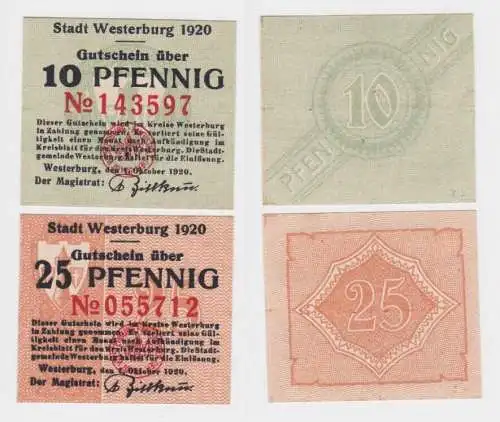 Stadt Westerburg 1920
Gutschein über
10 PFENNIG
№ 143597
Dieser Gutschein wird im Kreise Westerburg
in Zahlung genommen. Er verliert seine Gül-
tigkeit einen Monat nach Aufkündigung im
Kreisblatt für den Kreis Westerburg. Die Stadt-
gemeinde Westerburg haftet für die Einlösung.
Westerburg, den 1. Oktober 1920.
Der Magistrat:
10
PFENNIG
Stadt Westerburg 1920
Gutschein über
25 PFENNIG
№ 055712
Dieser Gutschein wird im Kreise Westerburg
in Zahlung genommen. Er verliert seine Gül-
tigkeit einen Monat nach Aufkündigung im
Kreisblatt für den Kreis Westerburg. Die Stadt-
gemeinde Westerburg haftet für die Einlösung.
Westerburg, den 1. Oktober 1920.
Der Magistrat:
25